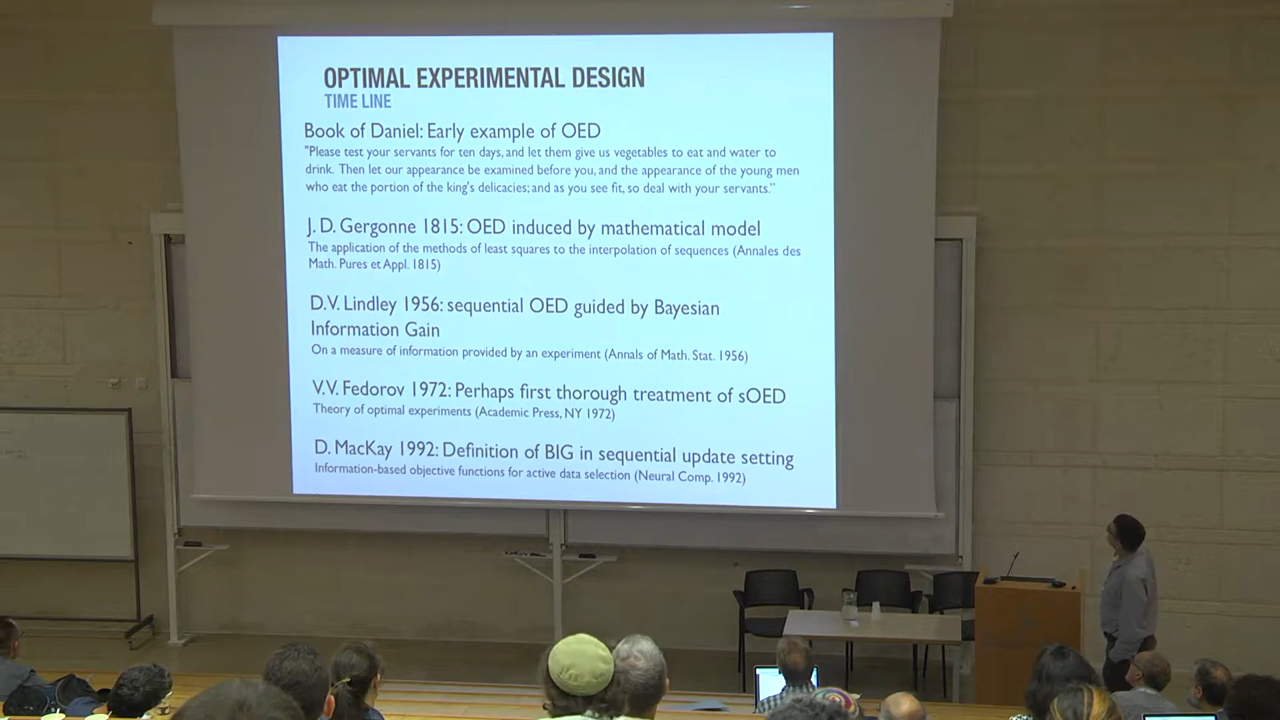 OPTIMAL EXPERIMENTAL DESIGN
TIME LINE
Book of Daniel: Early example of OED
"Please test your servants for ten days, and let them give us vegetables to eat and water to
drink. Then let our appearance be examined before you, and the appearance of the young men
who eat the portion of the king's delicacies; and as you see fit, so deal with your servants."
J. D. Gergonne 1815: OED induced by mathematical model
The application of the methods of least squares to the interpolation of sequences (Annales des
Math. Pures et Appl. 1815)
D.V. Lindley 1956: sequential OED guided by Bayesian
Information Gain
On a measure of information provided by an experiment (Annals of Math. Stat. 1956)
V.V. Fedorov 1972: Perhaps first thorough treatment of sOED
Theory of optimal experiments (Academic Press, NY 1972)
D. MacKay 1992: Definition of BIG in sequential update setting
Information-based objective functions for active data selection (Neural Comp. 1992)